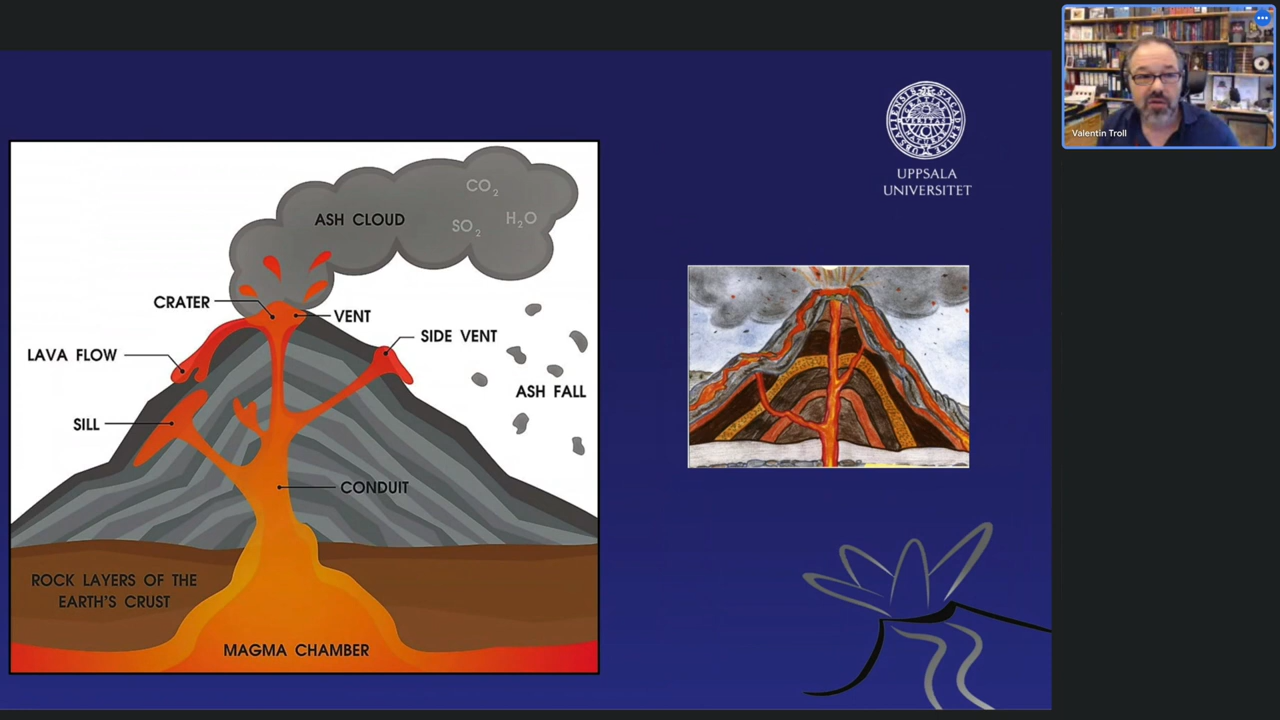 ASH CLOUD
CO2
SO2
H2O
CRATER
VENT
LAVA FLOW
SIDE VENT
ASH FALL
SILL
CONDUIT
ROCK LAYERS OF THE
EARTH'S CRUST
MAGMA CHAMBER
UPPSALA
UNIVERSITET
Valentin Troll